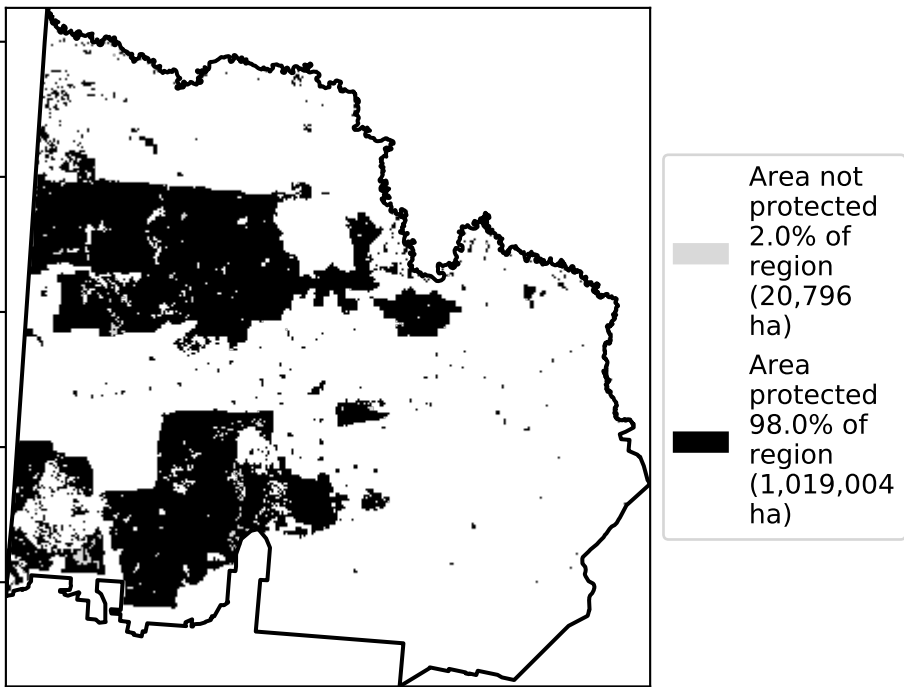 Area not
protected
2.0% of
region
(20,796
ha)
Area
protected
98.0% of
region
(1,019,004
ha)